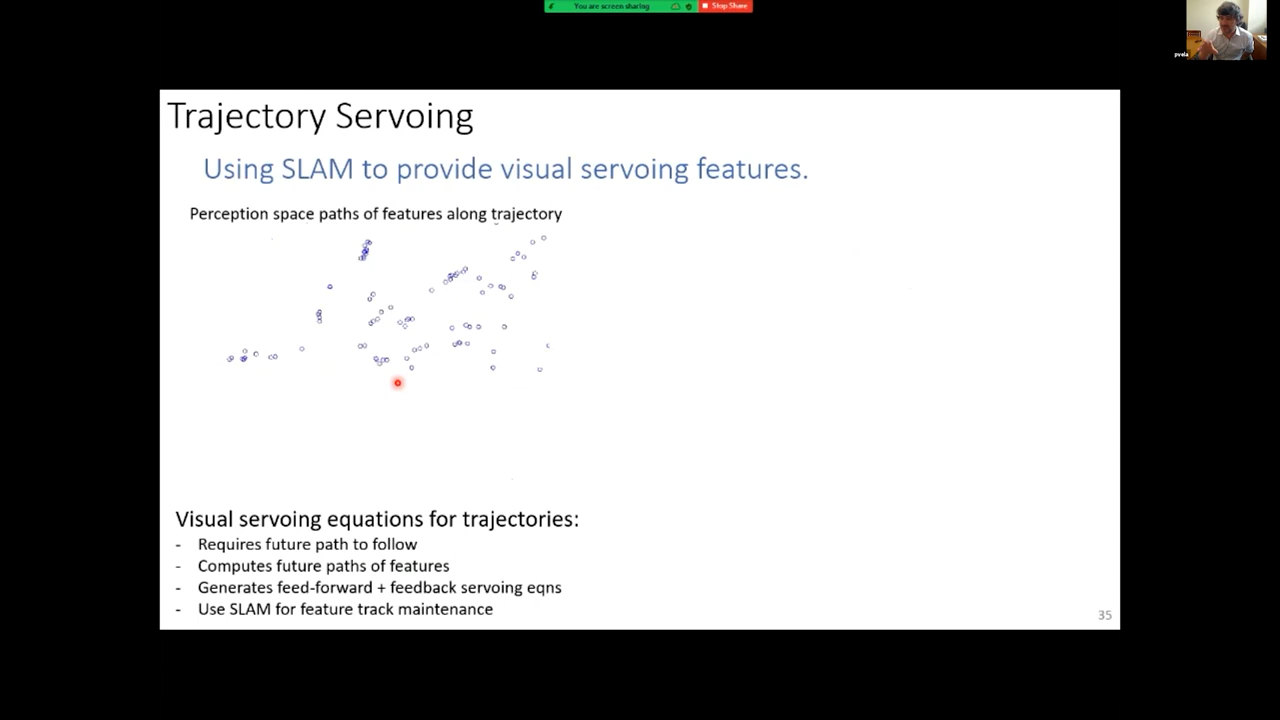 You are screen sharing
Stop Share
pvela
Trajectory Servoing
Using SLAM to provide visual servoing features.
Perception space paths of features along trajectory
Visual servoing equations for trajectories:
- Requires future path to follow
- Computes future paths of features
- Generates feed-forward + feedback servoing eqns
- Use SLAM for feature track maintenance
35